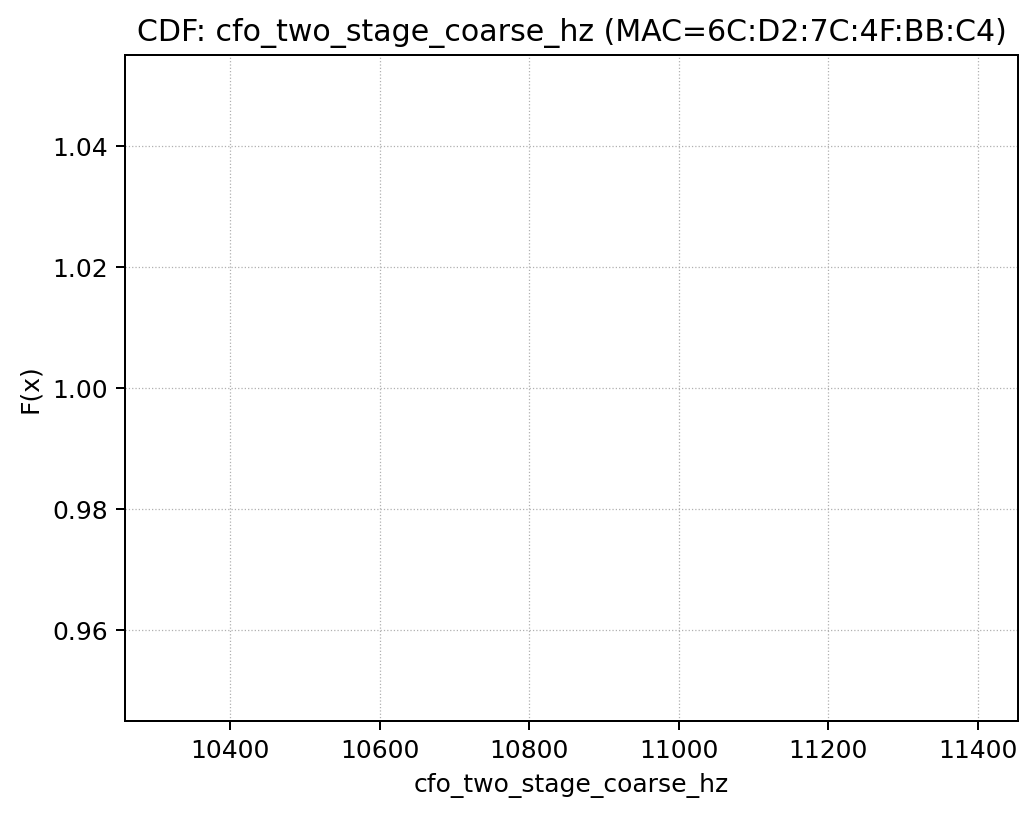 CDF: cfo_two_stage_coarse_hz (MAC=6C:D2:7C:4F:BB:C4)
1.04
1.02
1.00
0.98
0.96
F(x)
10400 10600 10800 11000 11200 11400
cfo_two_stage_coarse_hz